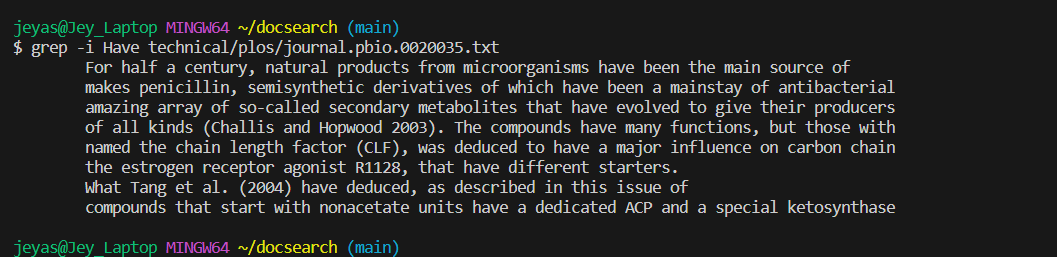 jeyas@Jey_Laptop MINGW64 ~/docsearch (main)
$ grep -i Have technical/plos/journal.pbio.0020035.txt
For half a century, natural products from microorganisms have been the main source of
makes penicillin, semisynthetic derivatives of which have been a mainstay of antibacterial
amazing array of so-called secondary metabolites that have evolved to give their producers
of all kinds (Challis and Hopwood 2003). The compounds have many functions, but those with
named the chain length factor (CLF), was deduced to have a major influence on carbon chain
the estrogen receptor agonist R1128, that have different starters.
What Tang et al. (2004) have deduced, as described in this issue of
compounds that start with nonacetate units have a dedicated ACP and a special ketosynthase
jeyas@Jey_Laptop MINGW64 ~/docsearch (main)